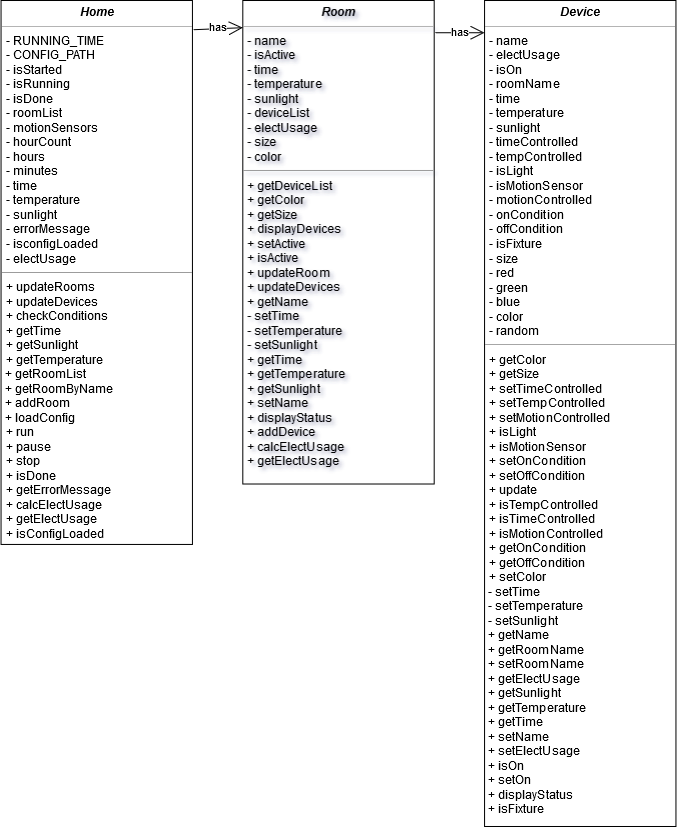 Home
- RUNNING_TIME
- CONFIG_PATH
- isStarted
- isRunning
- isDone
- roomList
- motionSensors
- hourCount
- hours
- minutes
- time
- temperature
- sunlight
- errorMessage
- isconfigLoaded
- electUsage
+ updateRooms
+ updateDevices
+ checkConditions
+ getTime
+ getSunlight
+ getTemperature
+ getRoomList
+ getRoomByName
+ addRoom
+ loadConfig
+ run
+ pause
+ stop
+ isDone
+ getErrorMessage
+ calcElectUsage
+ getElectUsage
+ isConfigLoaded
has
Room
- name
- isActive
- time
- temperature
- sunlight
- deviceList
- electUsage
- size
- color
+ getDeviceList
+ getColor
+ getSize
+ displayDevices
+ setActive
+ isActive
+ updateRoom
+ updateDevices
+ getName
- setTime
- setTemperature
- setSunlight
+ getTime
+ getTemperature
+ getSunlight
+ setName
+ displayStatus
+ addDevice
+ calcElectUsage
+ getElectUsage
has
Device
- name
- electUsage
- isOn
- roomName
- time
- temperature
- sunlight
- timeControlled
- tempControlled
- isLight
- isMotionSensor
- motionControlled
- onCondition
- offCondition
- isFixture
- size
- red
- green
- blue
- color
- random
+ getColor
+ getSize
+ setTimeControlled
+ setTempControlled
+ setMotionControlled
+ isLight
+ isMotionSensor
+ setOnCondition
+ setOffCondition
+ update
+ isTempControlled
+ isTimeControlled
+ isMotionControlled
+ getOnCondition
+ getOffCondition
+ setColor
- setTime
- setTemperature
- setSunlight
+ getName
+ getRoomName
+ setRoomName
+ getElectUsage
+ getSunlight
+ getTemperature
+ getTime
+ setName
+ setElectUsage
+ isOn
+ setOn
+ displayStatus
+ isFixture